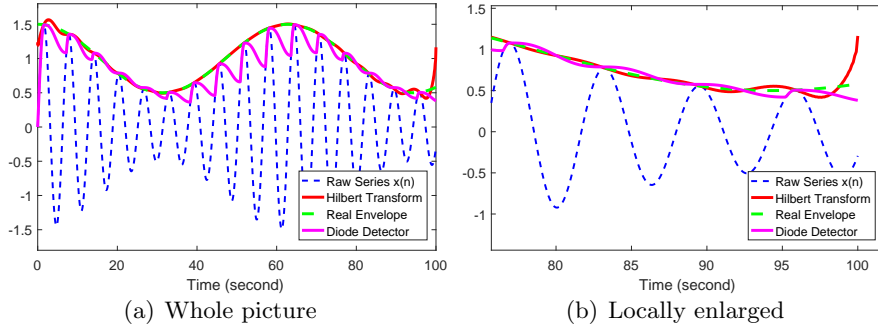 1.5
1
0.5
0
-0.5
-1
-1.5
0
20
40
60
80
100
Time (second)
Raw Series x(n)
Hilbert Transform
Real Envelope
Diode Detector
(a) Whole picture
1
0.5
0
-0.5
-1
80
85
90
95
100
Time (second)
Raw Series x(n)
Hilbert Transform
Real Envelope
Diode Detector
(b) Locally enlarged